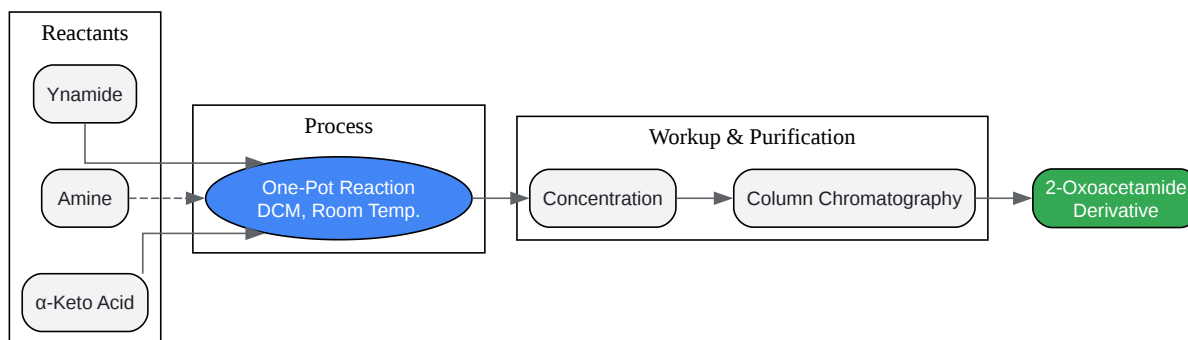 Reactants
Ynamide
Amine
α-Keto Acid
Process
One-Pot Reaction
DCM, Room Temp.
Workup & Purification
Concentration
Column Chromatography
2-Oxoacetamide
Derivative